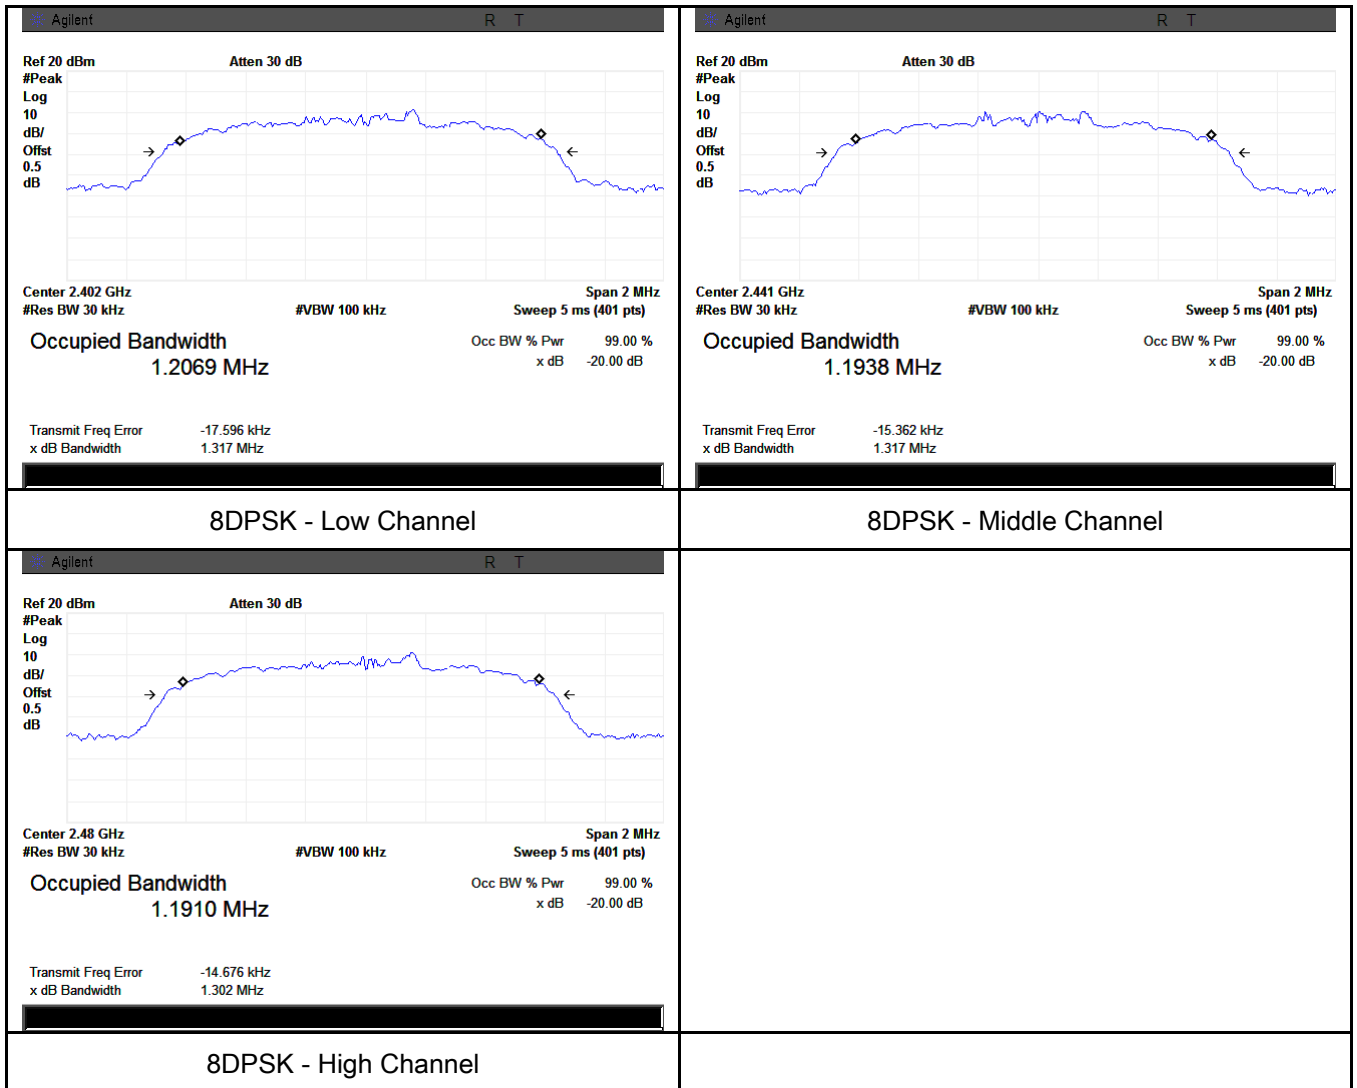 Agilent R T
Ref 20 dBm Atten 30 dB
#Peak
Log
10
dB/
Offst
0.5
dB
Center 2.402 GHz Span 2 MHz
#Res BW 30 kHz #VBW 100 kHz Sweep 5 ms (401 pts)
Occupied Bandwidth Occ BW % Pwr 99.00 %
1.2069 MHz x dB -20.00 dB
Transmit Freq Error -17.596 kHz
x dB Bandwidth 1.317 MHz
8DPSK - Low Channel
Agilent R T
Ref 20 dBm Atten 30 dB
#Peak
Log
10
dB/
Offst
0.5
dB
Center 2.441 GHz Span 2 MHz
#Res BW 30 kHz #VBW 100 kHz Sweep 5 ms (401 pts)
Occupied Bandwidth Occ BW % Pwr 99.00 %
1.1938 MHz x dB -20.00 dB
Transmit Freq Error -15.362 kHz
x dB Bandwidth 1.317 MHz
8DPSK - Middle Channel
Agilent R T
Ref 20 dBm Atten 30 dB
#Peak
Log
10
dB/
Offst
0.5
dB
Center 2.48 GHz Span 2 MHz
#Res BW 30 kHz #VBW 100 kHz Sweep 5 ms (401 pts)
Occupied Bandwidth Occ BW % Pwr 99.00 %
1.1910 MHz x dB -20.00 dB
Transmit Freq Error -14.676 kHz
x dB Bandwidth 1.302 MHz
8DPSK - High Channel